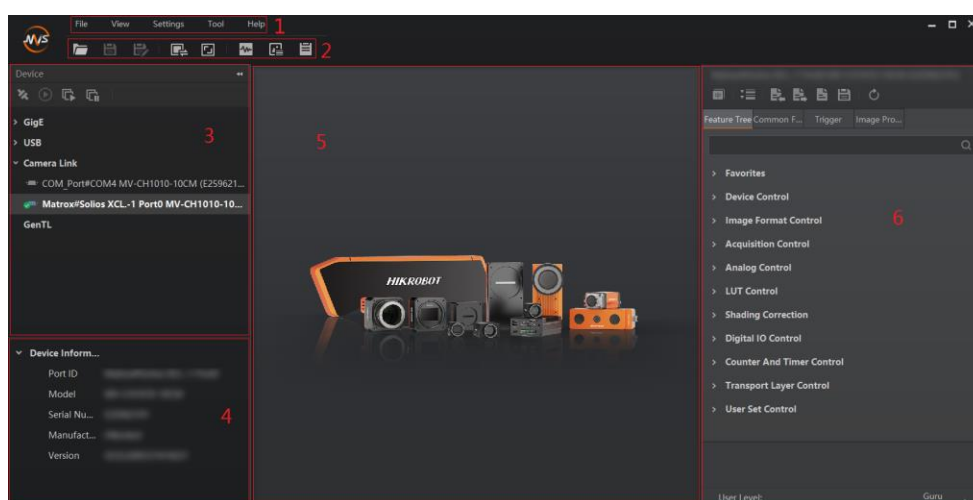 MVS
File View Settings Tool Help 1
2
Device
3
GigE
USB
Camera Link
COM_Port#COM4 MV-CH1010-10CM (E259621...
Matrox#Solios XCL.-1 Port0 MV-CH1010-10...
GenTL
Device Inform...
Port ID
Model
Serial Nu...
Manufact...
Version
4
5
HIKROBOT
Feature Tree Common F... Trigger Image Pro...
Favorites
Device Control
Image Format Control
6
Acquisition Control
Analog Control
LUT Control
Shading Correction
Digital IO Control
Counter And Timer Control
Transport Layer Control
User Set Control
User Level: Guru